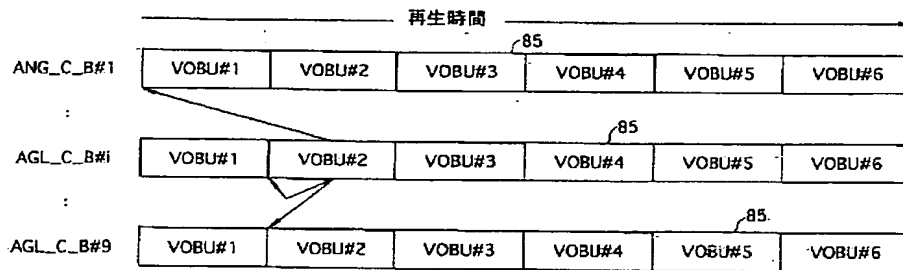 再生時間
85
ANG_C_B#1 VOBU#1 VOBU#2 VOBU#3 VOBU#4 VOBU#5 VOBU#6
:
85
AGL_C_B#i VOBU#1 VOBU#2 VOBU#3 VOBU#4 VOBU#5 VOBU#6
:
85
AGL_C_B#9 VOBU#1 VOBU#2 VOBU#3 VOBU#4 VOBU#5 VOBU#6